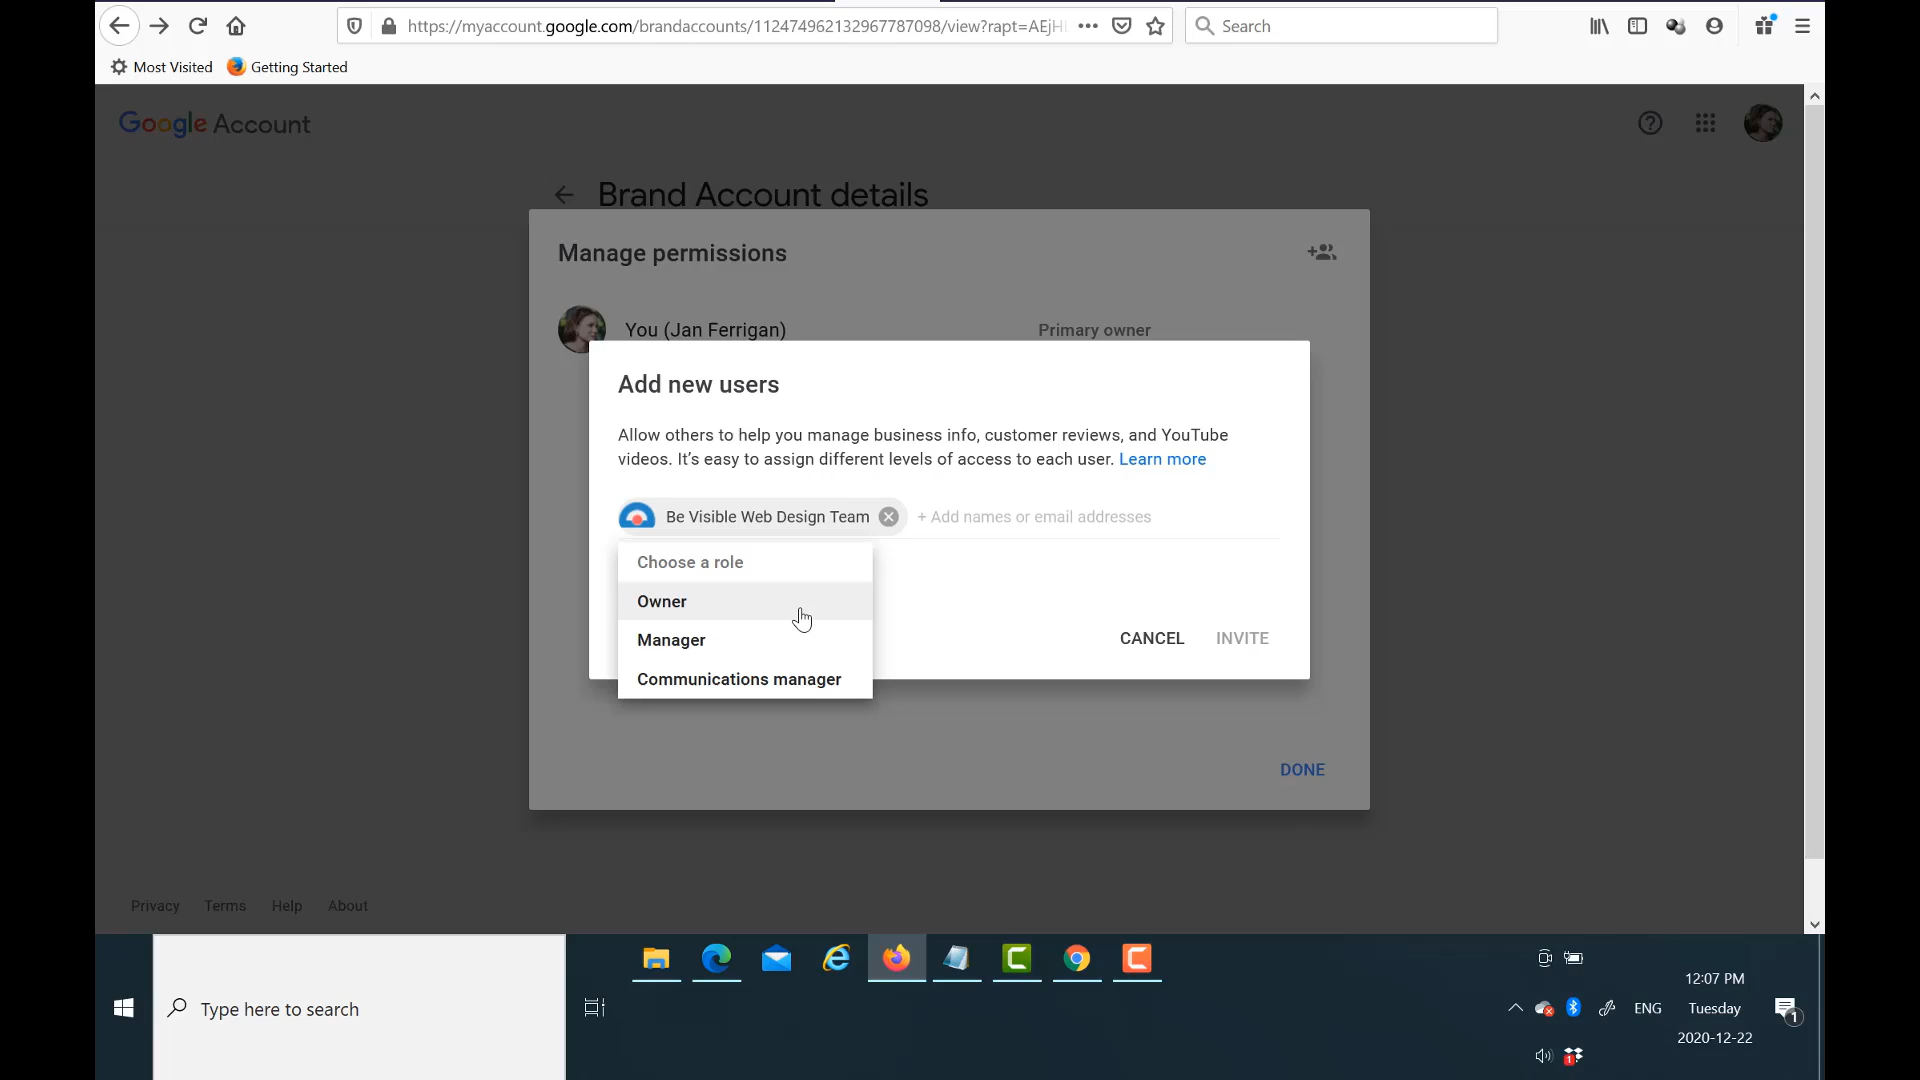 https://myaccount.google.com/brandaccounts/112474962132967787098/view?rapt=AEjHL
Search
Most Visited
Getting Started
Google Account
Brand Account details
Manage permissions
You (Jan Ferrigan)
Primary owner
Add new users
Allow others to help you manage business info, customer reviews, and YouTube
videos. It's easy to assign different levels of access to each user. Learn more
Be Visible Web Design Team
+ Add names or email addresses
Choose a role
Owner
Manager
Communications manager
CANCEL
INVITE
DONE
Privacy
Terms
Help
About
Type here to search
ENG
12:07 PM
Tuesday
2020-12-22
1
1